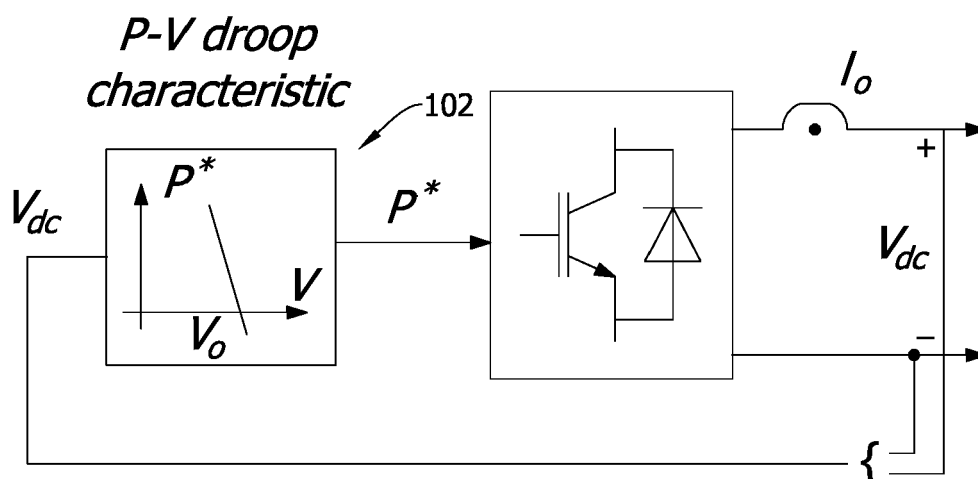 P-V droop
characteristic
102
I_o
V_dc
P*
P*
V
V_o
+
V_dc
−
{